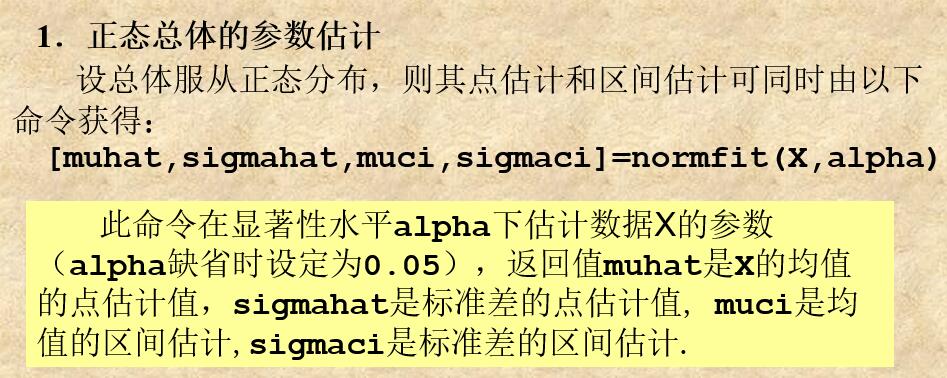 1．正态总体的参数估计
设总体服从正态分布，则其点估计和区间估计可同时由以下
命令获得：
[muhat,sigmahat,muci,sigmaci]=normfit(X,alpha)
此命令在显著性水平alpha下估计数据X的参数
（alpha缺省时设定为0.05），返回值muhat是X的均值
的点估计值，sigmahat是标准差的点估计值, muci是均
值的区间估计,sigmaci是标准差的区间估计.